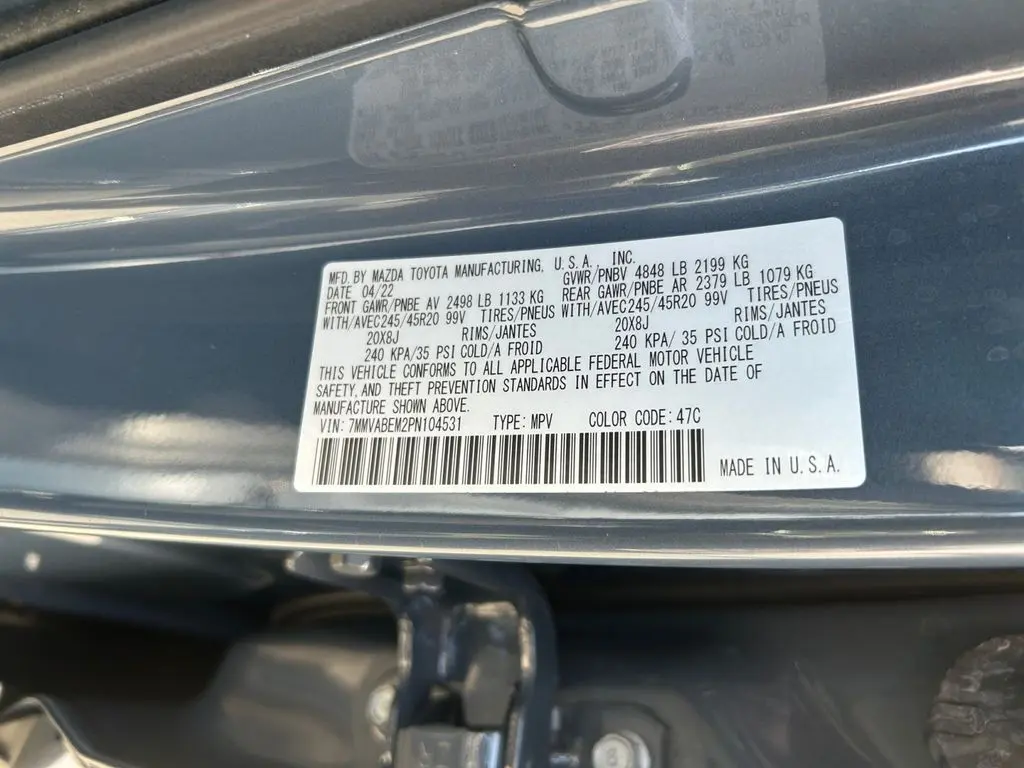 MFD. BY MAZDA TOYOTA MANUFACTURING, U.S.A. INC.
DATE 04/22 GVWR/PNBV 4848 LB 2199 KG
FRONT GAWR/PNBE AV 2498 LB 1133 KG REAR GAWR/PNBE AR 2379 LB 1079 KG
WITH/AVEC245/45R20 99V TIRES/PNEUS WITH/AVEC245/45R20 99V TIRES/PNEUS
20X8J RIMS/JANTES 20X8J RIMS/JANTES
240 KPA/35 PSI COLD/A FROID 240 KPA/35 PSI COLD/A FROID
THIS VEHICLE CONFORMS TO ALL APPLICABLE FEDERAL MOTOR VEHICLE
SAFETY, AND THEFT PREVENTION STANDARDS IN EFFECT ON THE DATE OF
MANUFACTURE SHOWN ABOVE.
VIN: 7MMVABEM2PN104531 TYPE: MPV COLOR CODE: 47C
MADE IN U.S.A.